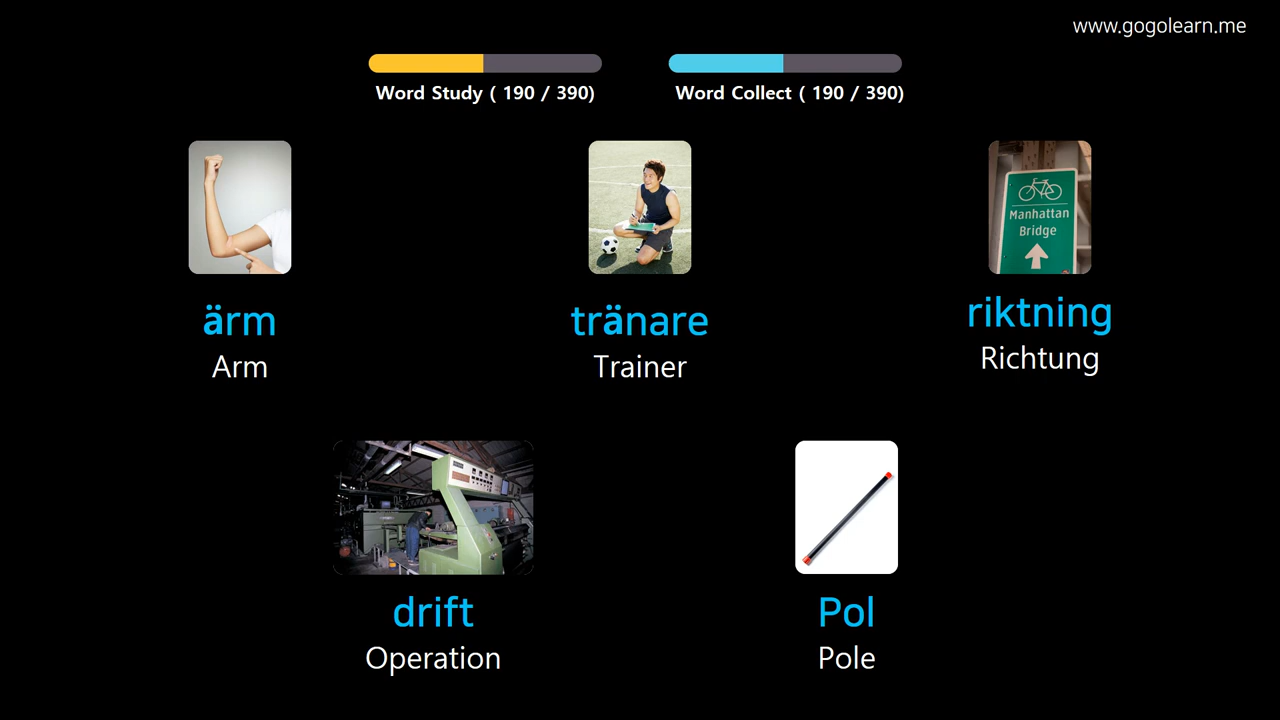 www.gogolearn.me
Word Study ( 190 / 390)
Word Collect ( 190 / 390)
Manhattan
Bridge
ärm
Arm
tränare
Trainer
riktning
Richtung
drift
Operation
Pol
Pole